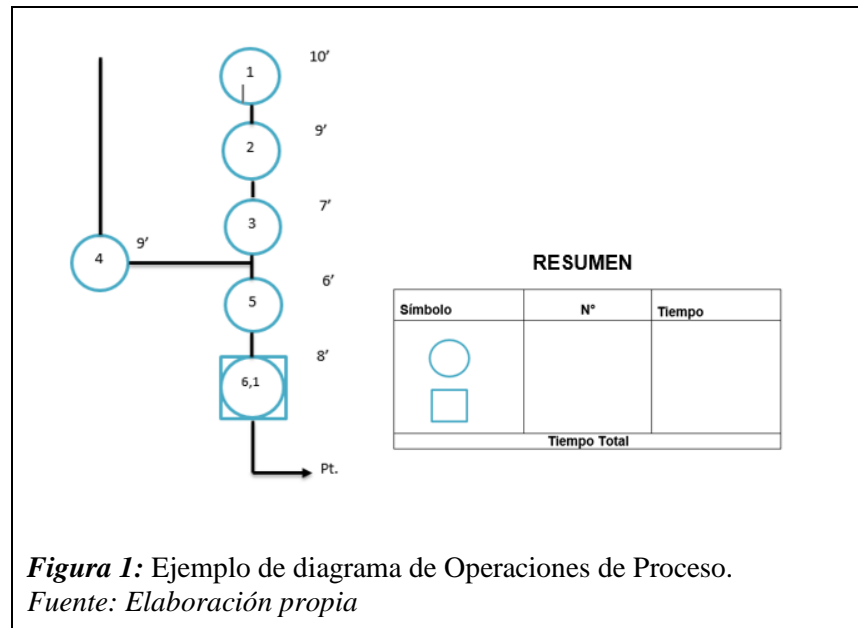 1 10′
2 9′
3 7′
4 9′
5 6′
6,1 8′
Pt.
RESUMEN
Símbolo N° Tiempo
Tiempo Total
Figura 1: Ejemplo de diagrama de Operaciones de Proceso.
Fuente: Elaboración propia